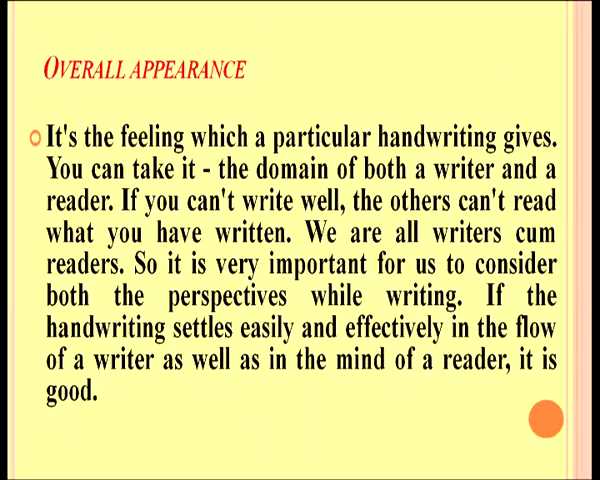 OVERALL APPEARANCE
It's the feeling which a particular handwriting gives.
You can take it - the domain of both a writer and a
reader. If you can't write well, the others can't read
what you have written. We are all writers cum
readers. So it is very important for us to consider
both the perspectives while writing. If the
handwriting settles easily and effectively in the flow
of a writer as well as in the mind of a reader, it is
good.